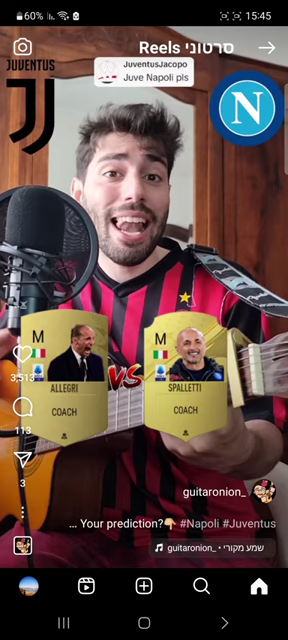 60%
15:45
סרטוני Reels
JUVENTUS
JuventusJacopo
Juve Napoli pls
N
M
ALLEGRI
COACH
VS
M
SPALLETTI
COACH
3,513
113
3
guitaronion_
... Your prediction?👇🏼 #Napoli #Juventus
guitaronion_ • שמע מקורי